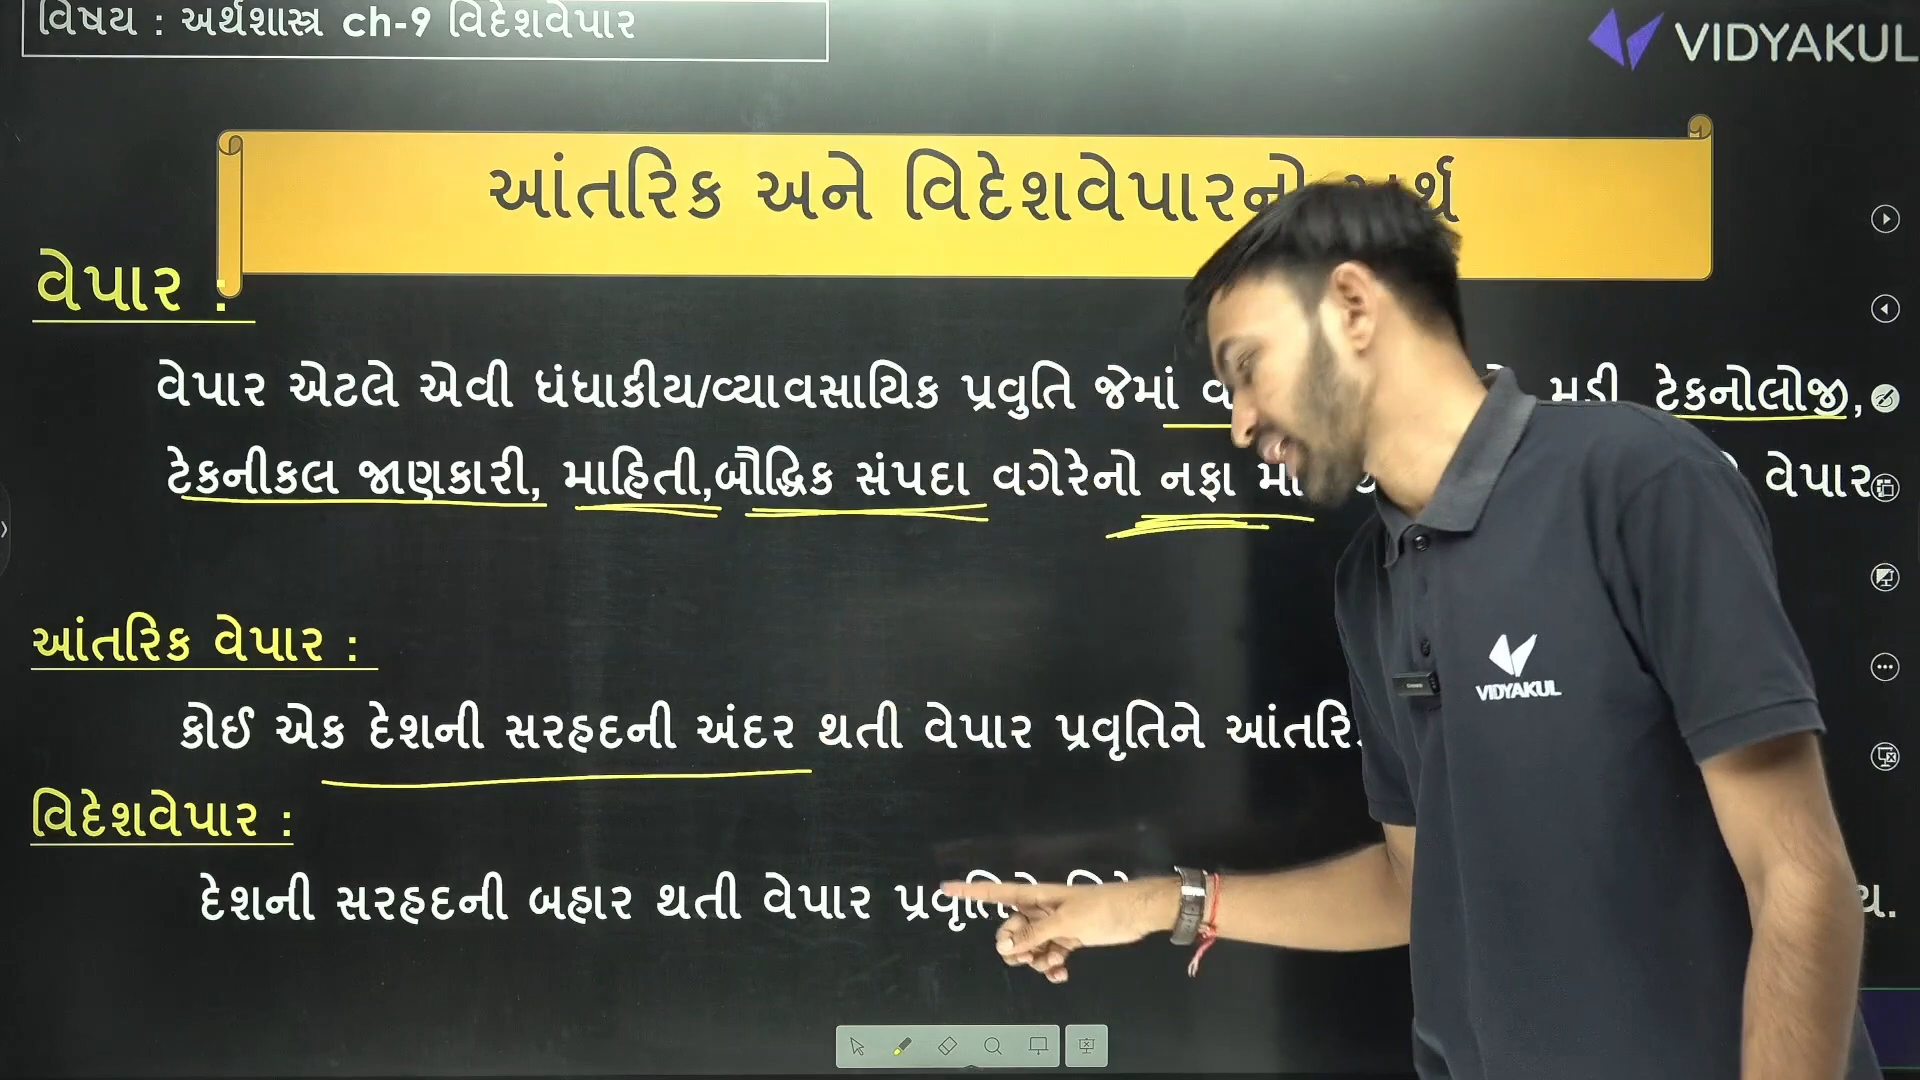 વિષય : અર્થશાસ્ત્ર ch-9 વિદેશવેપાર
VIDYAKUL
આંતરિક અને વિદેશવેપારનો
વેપાર :
વેપાર એટલે એવી ધંધાકીય/વ્યાવસાયિક પ્રવુતિ જેમાં મૂડી, ટેકનોલોજી,
ટેકનીકલ જાણકારી, માહિતી,બૌદ્ધિક સંપદા વગેરેનો નફા વેપાર
આંતરિક વેપાર :
કોઈ એક દેશની સરહદની અંદર થતી વેપાર પ્રવૃતિને
વિદેશવેપાર :
દેશની સરહદની બહાર થતી વેપાર
VIDYAKUL